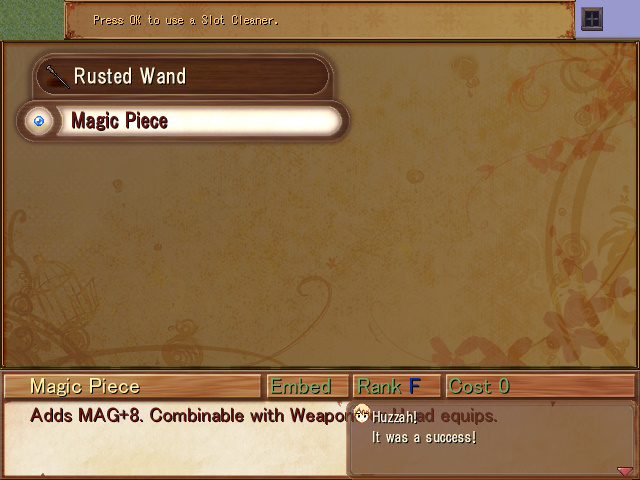 Press OK to use a Slot Cleaner.
Rusted Wand
Magic Piece
Magic Piece Embed Rank F Cost 0
Adds MAG+8. Combinable with Weapon Head equips.
Huzzah!
It was a success!